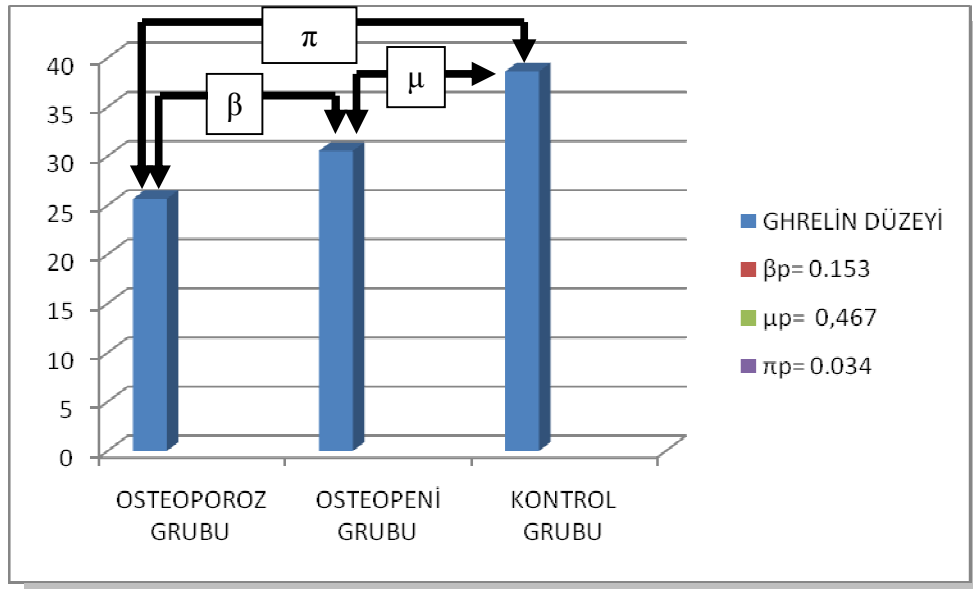 π
μ
β
40
35
30
25
20
15
10
5
0
OSTEOPOROZ
GRUBU
OSTEOPENİ
GRUBU
KONTROL
GRUBU
GHRELİN DÜZEYİ
βp= 0.153
μp=  0,467
πp= 0.034